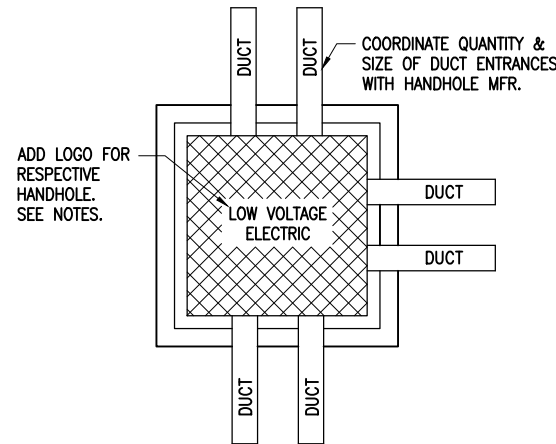 DUCT
DUCT
COORDINATE QUANTITY &
SIZE OF DUCT ENTRANCES
WITH HANDHOLE MFR.
ADD LOGO FOR
RESPECTIVE
HANDHOLE.
SEE NOTES.
LOW VOLTAGE
ELECTRIC
DUCT
DUCT
DUCT
DUCT